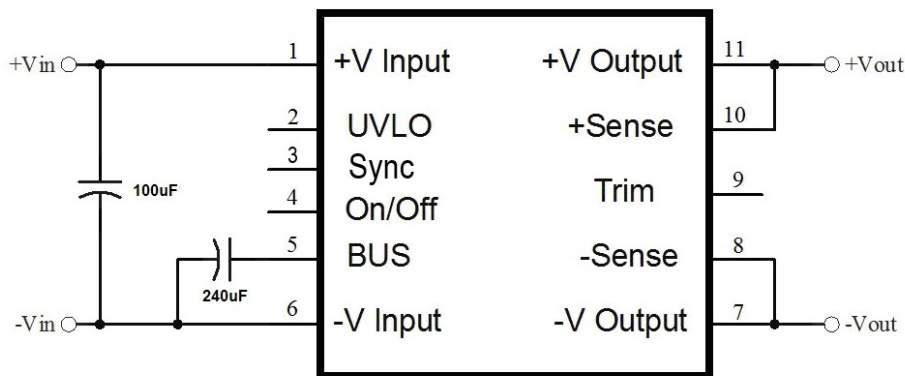 +Vin
1
+V Input
+V Output
11
+Vout
2
UVLO
+Sense
10
3
Sync
100uF
Trim
9
4
On/Off
5
BUS
-Sense
8
240uF
-Vin
6
-V Input
-V Output
7
-Vout